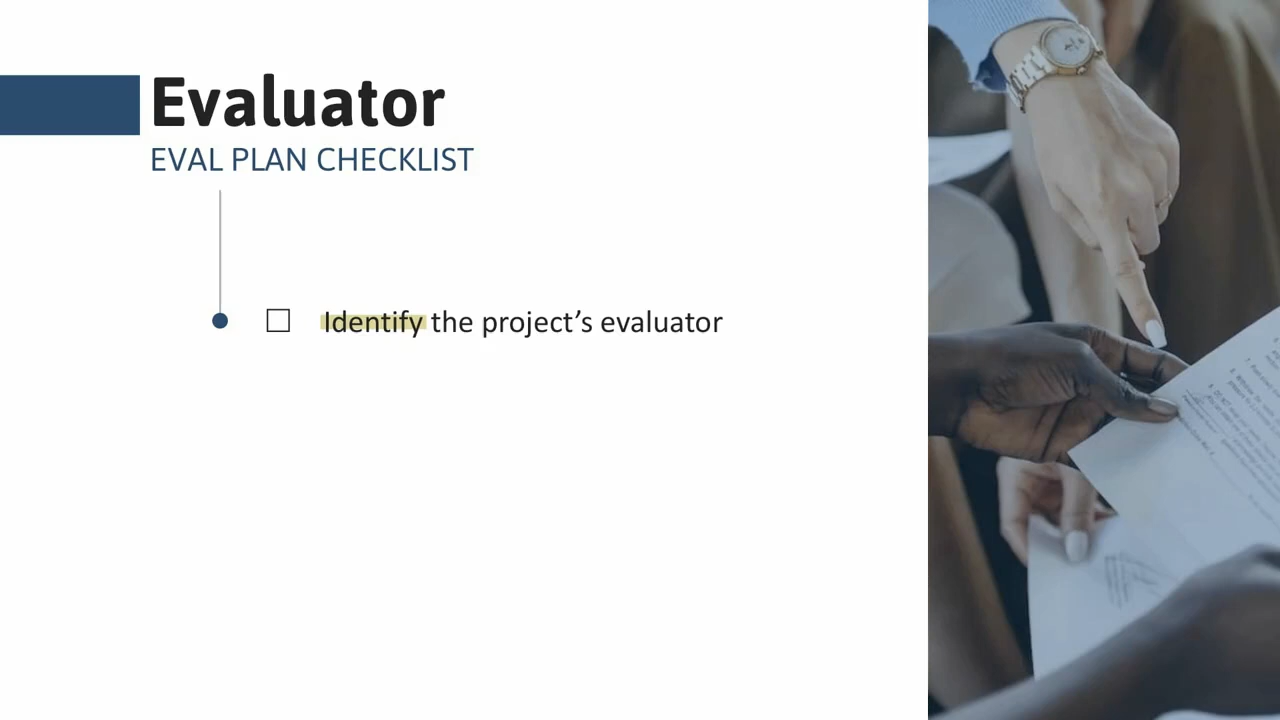 Evaluator
EVAL PLAN CHECKLIST
☐ Identify the project’s evaluator